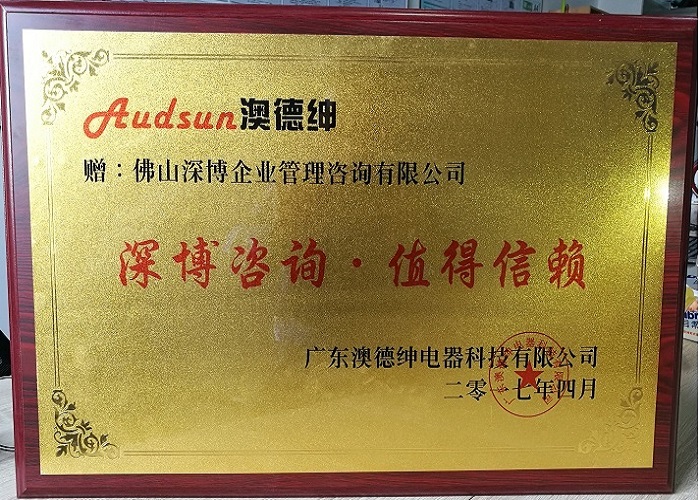 Audsun澳德绅
赠：佛山深博企业管理咨询有限公司
深博咨询·值得信赖
广东澳德绅电器科技有限公司
二零一七年四月